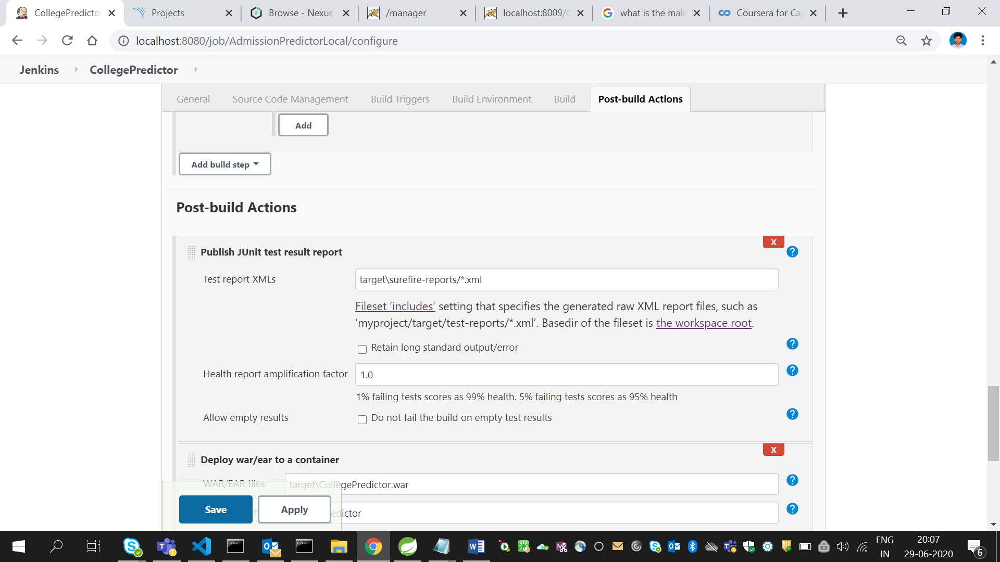 CollegePredictor
Projects
Browse - Nexus
/manager
localhost:8009/C
what is the main
Coursera for Ca
localhost:8080/job/AdmissionPredictorLocal/configure
Jenkins
CollegePredictor
General
Source Code Management
Build Triggers
Build Environment
Build
Post-build Actions
Add
Add build step
Post-build Actions
X
Publish JUnit test result report
?
Test report XMLs
target\surefire-reports/*.xml
Fileset ‘includes’ setting that specifies the generated raw XML report files, such as
‘myproject/target/test-reports/*.xml’. Basedir of the fileset is the workspace root.
Retain long standard output/error
?
Health report amplification factor
1.0
?
1% failing tests scores as 99% health. 5% failing tests scores as 95% health
Allow empty results
Do not fail the build on empty test results
?
X
Deploy war/ear to a container
WAR/EAR files
target\CollegePredictor.war
?
Save
Apply
edictor
?
ENG
IN
20:07
29-06-2020
6